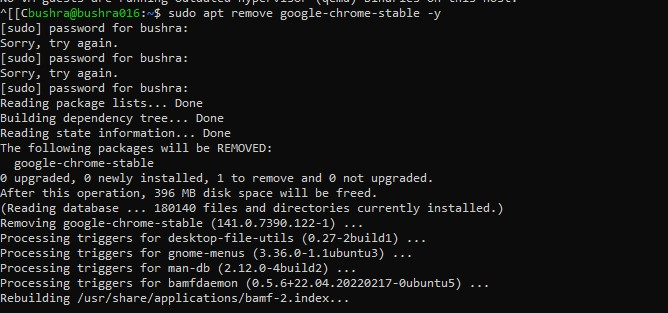 No VM guests are running outdated hypervisor (qemu) binaries on this host.
^[[Cbushra@bushra016:~$ sudo apt remove google-chrome-stable -y
[sudo] password for bushra:
Sorry, try again.
[sudo] password for bushra:
Sorry, try again.
[sudo] password for bushra:
Reading package lists... Done
Building dependency tree... Done
Reading state information... Done
The following packages will be REMOVED:
  google-chrome-stable
0 upgraded, 0 newly installed, 1 to remove and 0 not upgraded.
After this operation, 396 MB disk space will be freed.
(Reading database ... 180140 files and directories currently installed.)
Removing google-chrome-stable (141.0.7390.122-1) ...
Processing triggers for desktop-file-utils (0.27-2build1) ...
Processing triggers for gnome-menus (3.36.0-1.1ubuntu3) ...
Processing triggers for man-db (2.12.0-4build2) ...
Processing triggers for bamfdaemon (0.5.6+22.04.20220217-0ubuntu5) ...
Rebuilding /usr/share/applications/bamf-2.index...